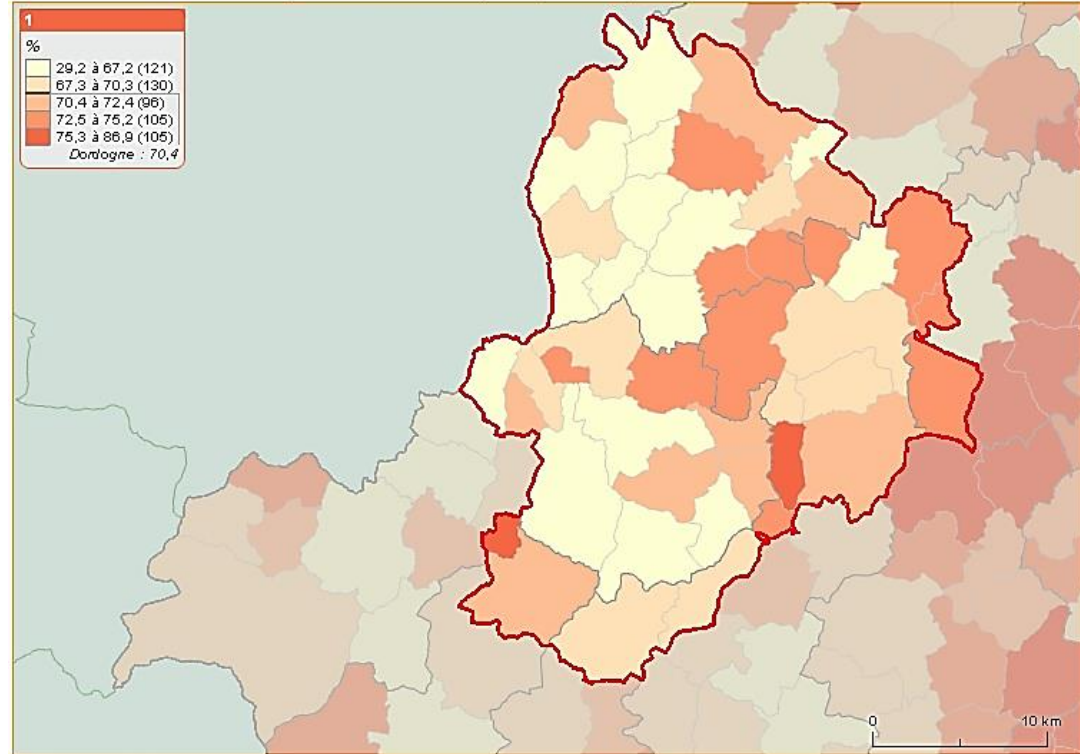 1
%
29,2 à 67,2 (121)
67,3 à 70,3 (130)
70,4 à 72,4 (96)
72,5 à 75,2 (105)
75,3 à 86,9 (105)
Dordogne : 70,4
0 10 km